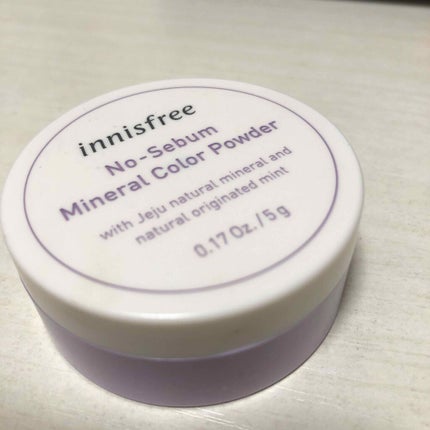 innisfree
No-Sebum
Mineral Color Powder
with Jeju natural mineral and
natural originated mint
0.17 Oz. / 5 g